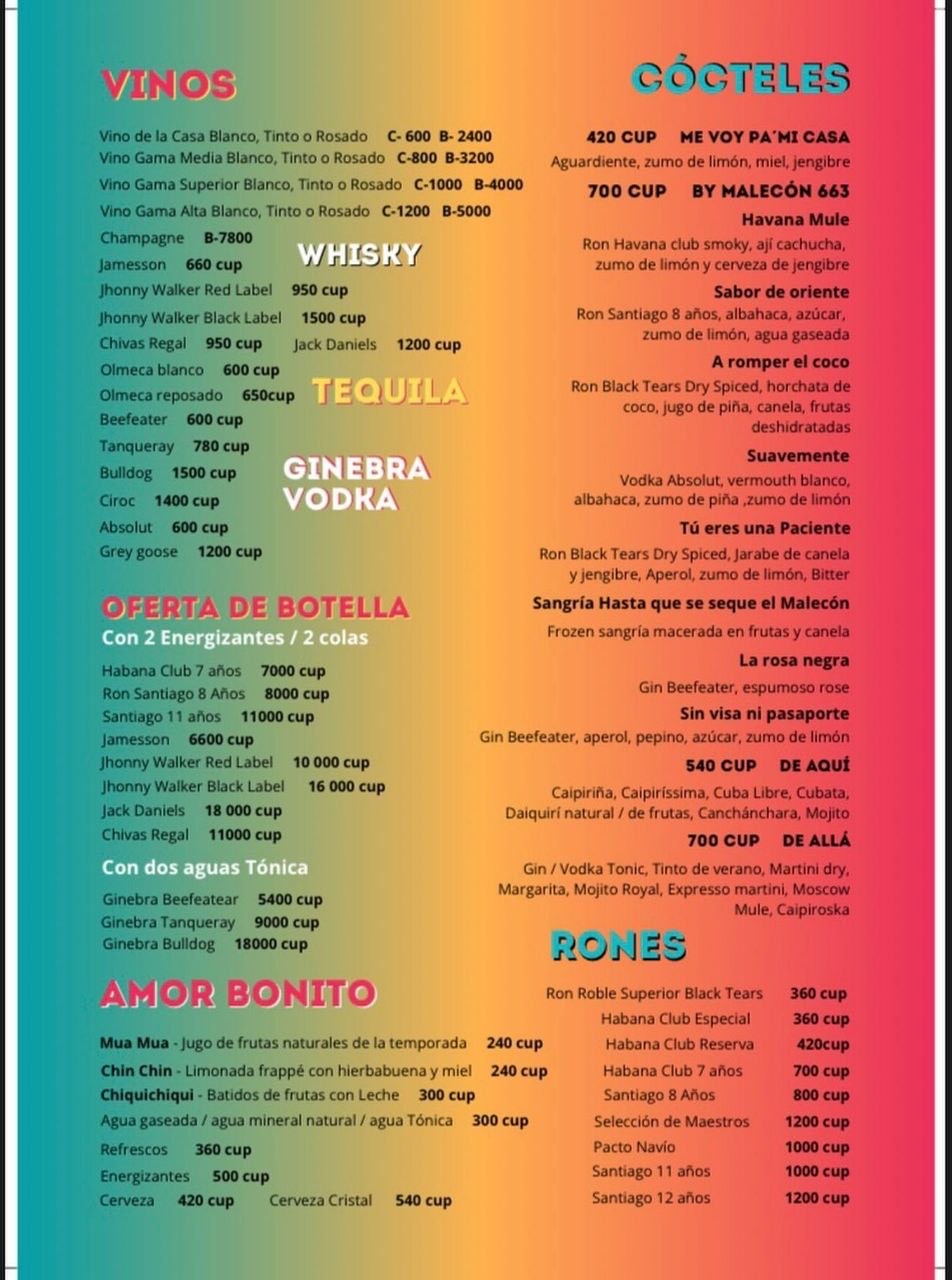 VINOS
Vino de la Casa Blanco, Tinto o Rosado C- 600 B- 2400
Vino Gama Media Blanco, Tinto o Rosado C-800 B-3200
Vino Gama Superior Blanco, Tinto o Rosado C-1000 B-4000
Vino Gama Alta Blanco, Tinto o Rosado C-1200 B-5000
Champagne B-7800
WHISKY
Jamesson 660 cup
Jhonny Walker Red Label 950 cup
Jhonny Walker Black Label 1500 cup
Chivas Regal 950 cup Jack Daniels 1200 cup
Olmeca blanco 600 cup
TEQUILA
Olmeca reposado 650cup
Beefeater 600 cup
Tanqueray 780 cup
GINEBRA
VODKA
Bulldog 1500 cup
Ciroc 1400 cup
Absolut 600 cup
Grey goose 1200 cup
OFERTA DE BOTELLA
Con 2 Energizantes / 2 colas
Habana Club 7 años 7000 cup
Ron Santiago 8 Años 8000 cup
Santiago 11 años 11000 cup
Jamesson 6600 cup
Jhonny Walker Red Label 10 000 cup
Jhonny Walker Black Label 16 000 cup
Jack Daniels 18 000 cup
Chivas Regal 11000 cup
Con dos aguas Tónica
Ginebra Beefeatear 5400 cup
Ginebra Tanqueray 9000 cup
Ginebra Bulldog 18000 cup
AMOR BONITO
Mua Mua - Jugo de frutas naturales de la temporada 240 cup
Chin Chin - Limonada frappé con hierbabuena y miel 240 cup
Chiquichiqui - Batidos de frutas con Leche 300 cup
Agua gaseada / agua mineral natural / agua Tónica 300 cup
Refrescos 360 cup
Energizantes 500 cup
Cerveza 420 cup Cerveza Cristal 540 cup
CÓCTELES
420 CUP ME VOY PA´MI CASA
Aguardiente, zumo de limón, miel, jengibre
700 CUP BY MALECÓN 663
Havana Mule
Ron Havana club smoky, ají cachucha,
zumo de limón y cerveza de jengibre
Sabor de oriente
Ron Santiago 8 años, albahaca, azúcar,
zumo de limón, agua gaseada
A romper el coco
Ron Black Tears Dry Spiced, horchata de
coco, jugo de piña, canela, frutas
deshidratadas
Suavemente
Vodka Absolut, vermouth blanco,
albahaca, zumo de piña ,zumo de limón
Tú eres una Paciente
Ron Black Tears Dry Spiced, Jarabe de canela
y jengibre, Aperol, zumo de limón, Bitter
Sangría Hasta que se seque el Malecón
Frozen sangría macerada en frutas y canela
La rosa negra
Gin Beefeater, espumoso rose
Sin visa ni pasaporte
Gin Beefeater, aperol, pepino, azúcar, zumo de limón
540 CUP DE AQUÍ
Caipiriña, Caipiríssima, Cuba Libre, Cubata,
Daiquirí natural / de frutas, Canchánchara, Mojito
700 CUP DE ALLÁ
Gin / Vodka Tonic, Tinto de verano, Martini dry,
Margarita, Mojito Royal, Expresso martini, Moscow
Mule, Caipiroska
RONES
Ron Roble Superior Black Tears 360 cup
Habana Club Especial 360 cup
Habana Club Reserva 420cup
Habana Club 7 años 700 cup
Santiago 8 Años 800 cup
Selección de Maestros 1200 cup
Pacto Navío 1000 cup
Santiago 11 años 1000 cup
Santiago 12 años 1200 cup